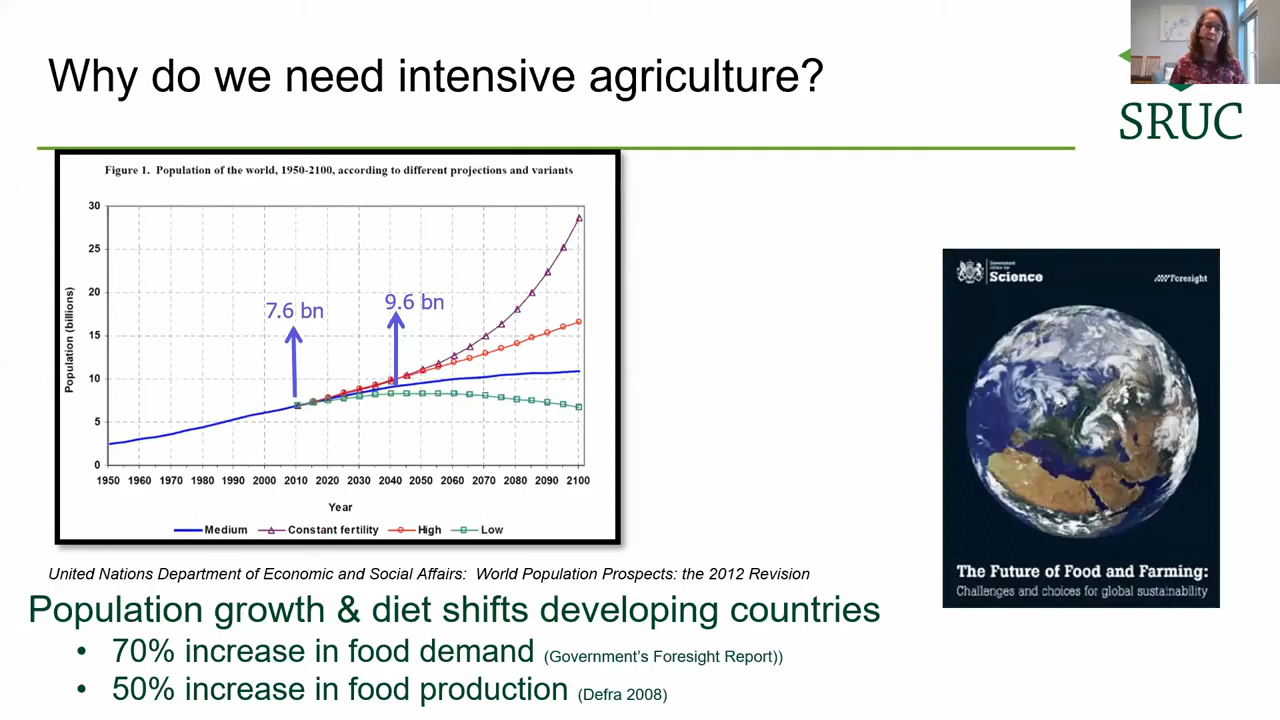 Why do we need intensive agriculture?
SRUC
Figure 1. Population of the world, 1950-2100, according to different projections and variants
Population (billions)
30
25
20
15
10
5
0
7.6 bn
9.6 bn
1950 1960 1970 1980 1990 2000 2010 2020 2030 2040 2050 2060 2070 2080 2090 2100
Year
Medium Constant fertility High Low
United Nations Department of Economic and Social Affairs: World Population Prospects: the 2012 Revision
Government
Office for
Science
Foresight
The Future of Food and Farming:
Challenges and choices for global sustainability
Population growth & diet shifts developing countries
• 70% increase in food demand (Government's Foresight Report))
• 50% increase in food production (Defra 2008)